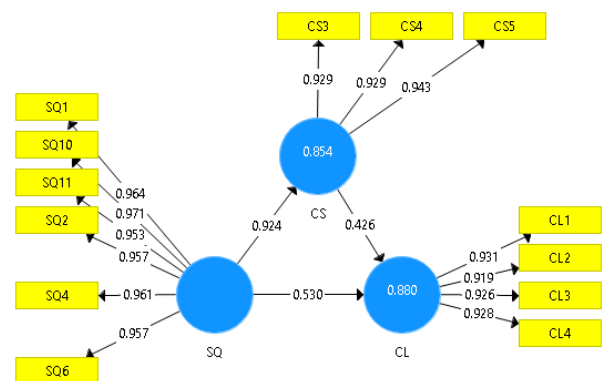 CS3 CS4 CS5
0.929 0.929 0.943
SQ1
SQ10
SQ11
SQ2
SQ4
SQ6
0.964
0.971
0.953
0.957
0.961
0.957
0.854
CS
0.924
0.426
0.530
SQ
0.880
CL
0.931
0.919
0.926
0.928
CL1
CL2
CL3
CL4